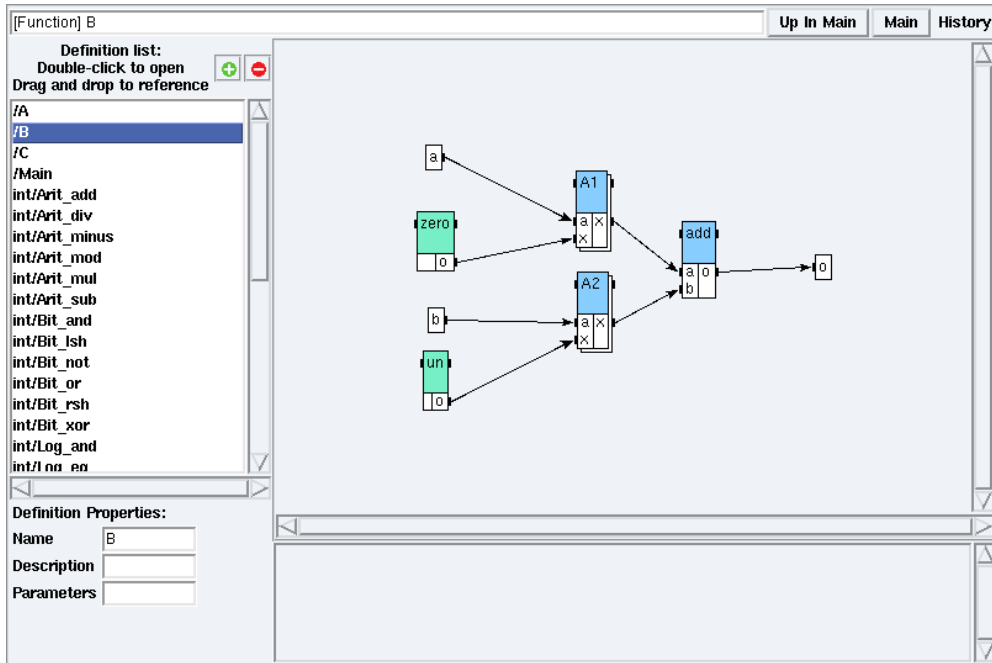 [Function] B
Up In Main
Main
History
Definition list:
Double-click to open
Drag and drop to reference
/A
/B
/C
/Main
int/Arit_add
int/Arit_div
int/Arit_minus
int/Arit_mod
int/Arit_mul
int/Arit_sub
int/Bit_and
int/Bit_lsh
int/Bit_not
int/Bit_or
int/Bit_rsh
int/Bit_xor
int/Log_and
int/Log_eq
Definition Properties:
Name B
Description
Parameters
a
zero
o
b
un
o
A1
a x
x
A2
a x
x
add
a o
b
o